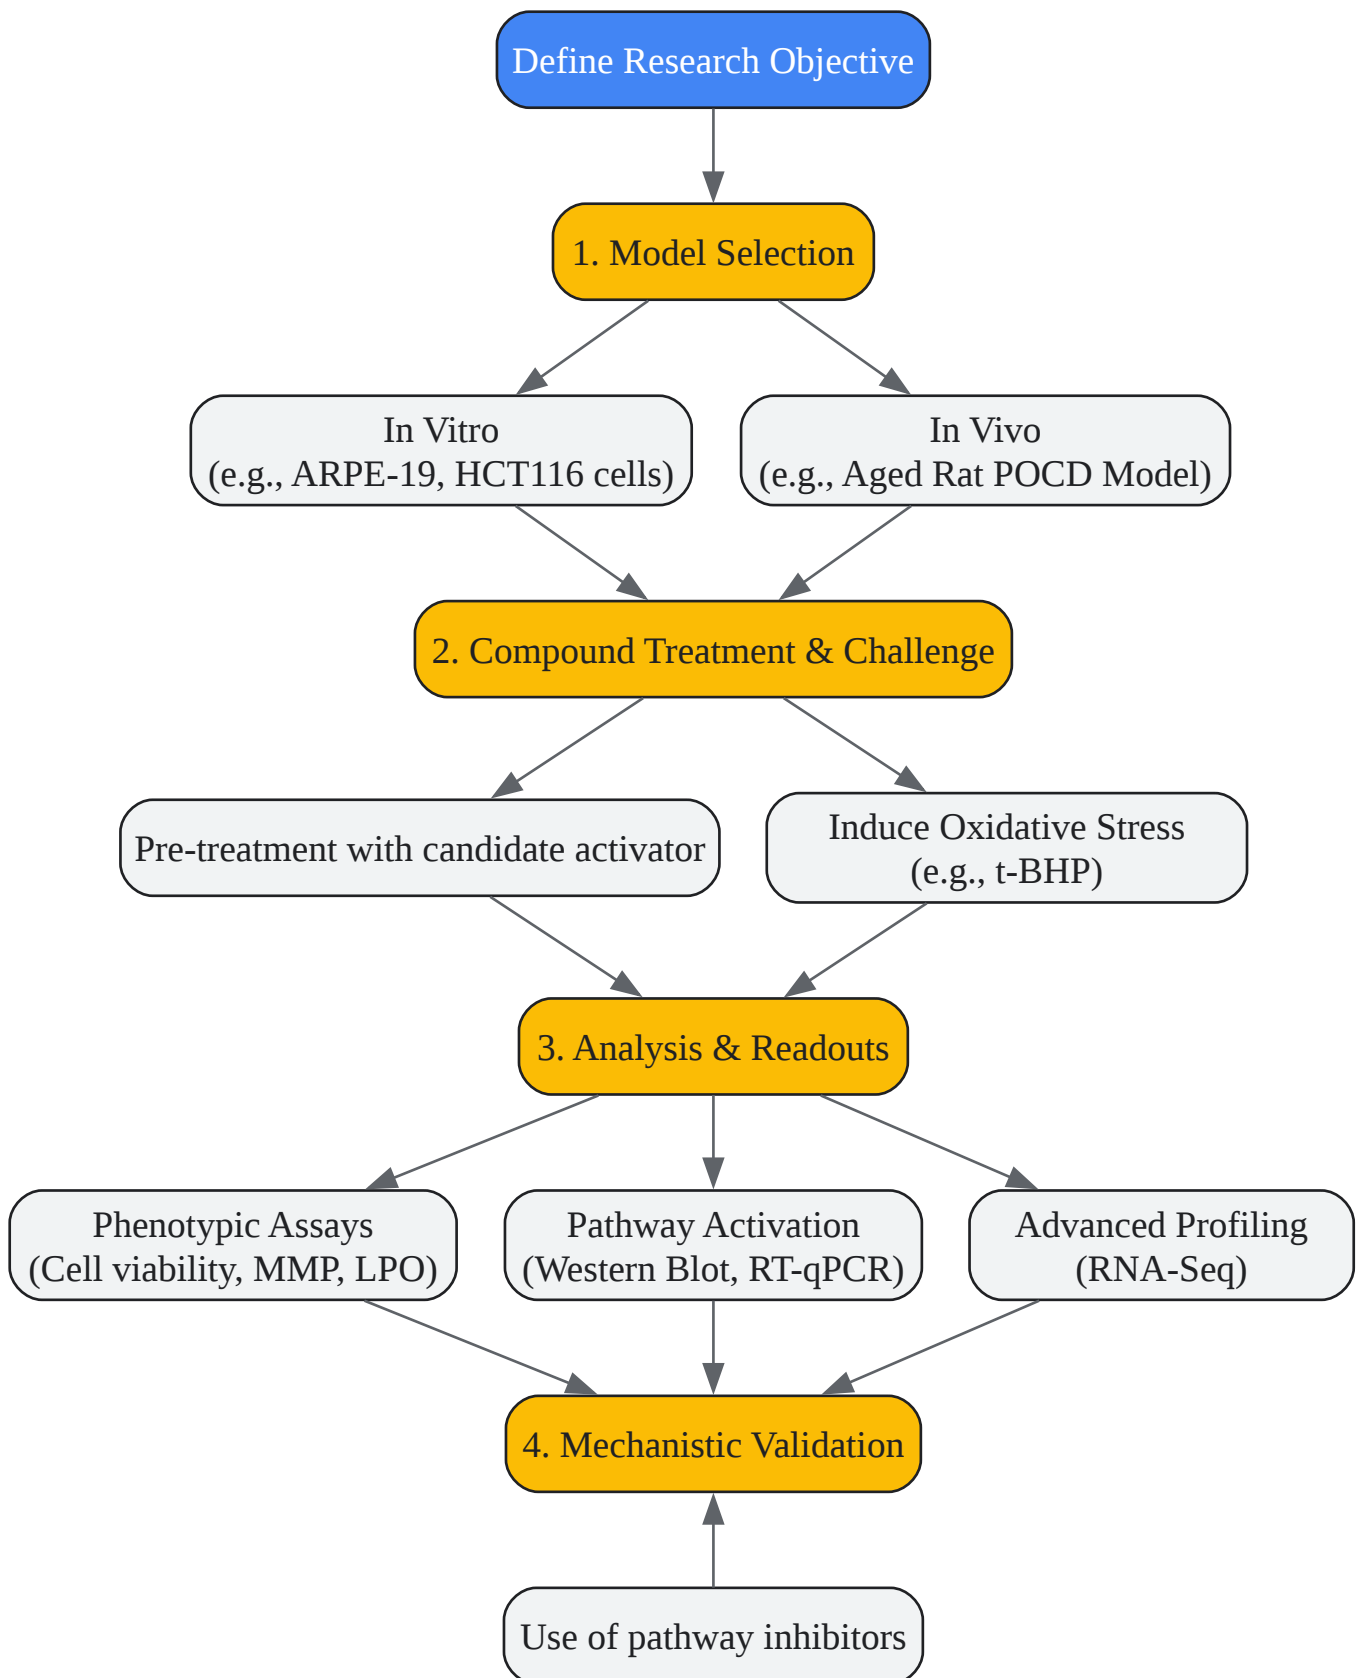 Define Research Objective
1. Model Selection
In Vitro
(e.g., ARPE-19, HCT116 cells)
In Vivo
(e.g., Aged Rat POCD Model)
2. Compound Treatment & Challenge
Pre-treatment with candidate activator
Induce Oxidative Stress
(e.g., t-BHP)
3. Analysis & Readouts
Phenotypic Assays
(Cell viability, MMP, LPO)
Pathway Activation
(Western Blot, RT-qPCR)
Advanced Profiling
(RNA-Seq)
4. Mechanistic Validation
Use of pathway inhibitors